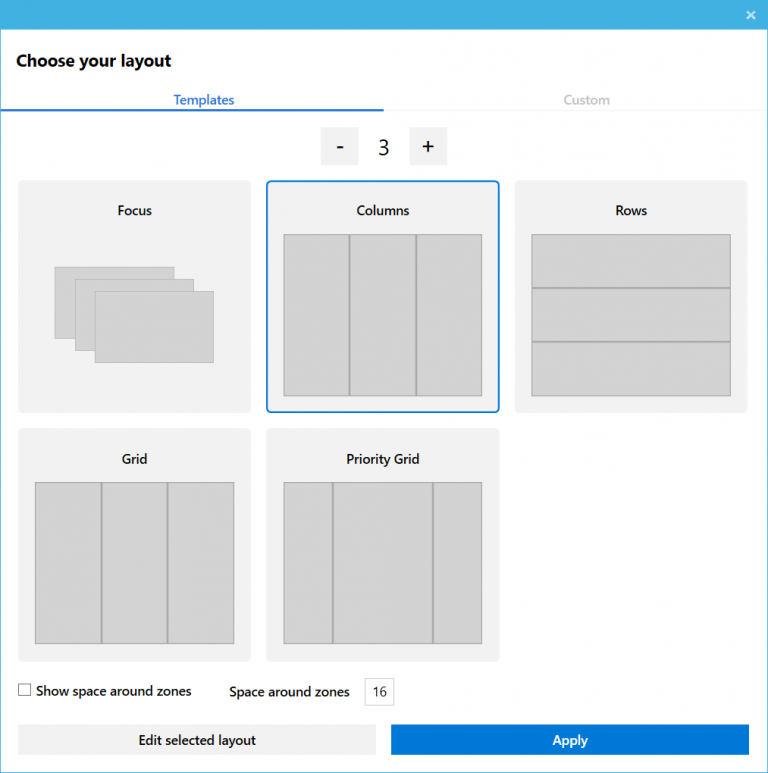 Choose your layout
Templates Custom
- 3 +
Focus Columns Rows
Grid Priority Grid
Show space around zones Space around zones 16
Edit selected layout Apply